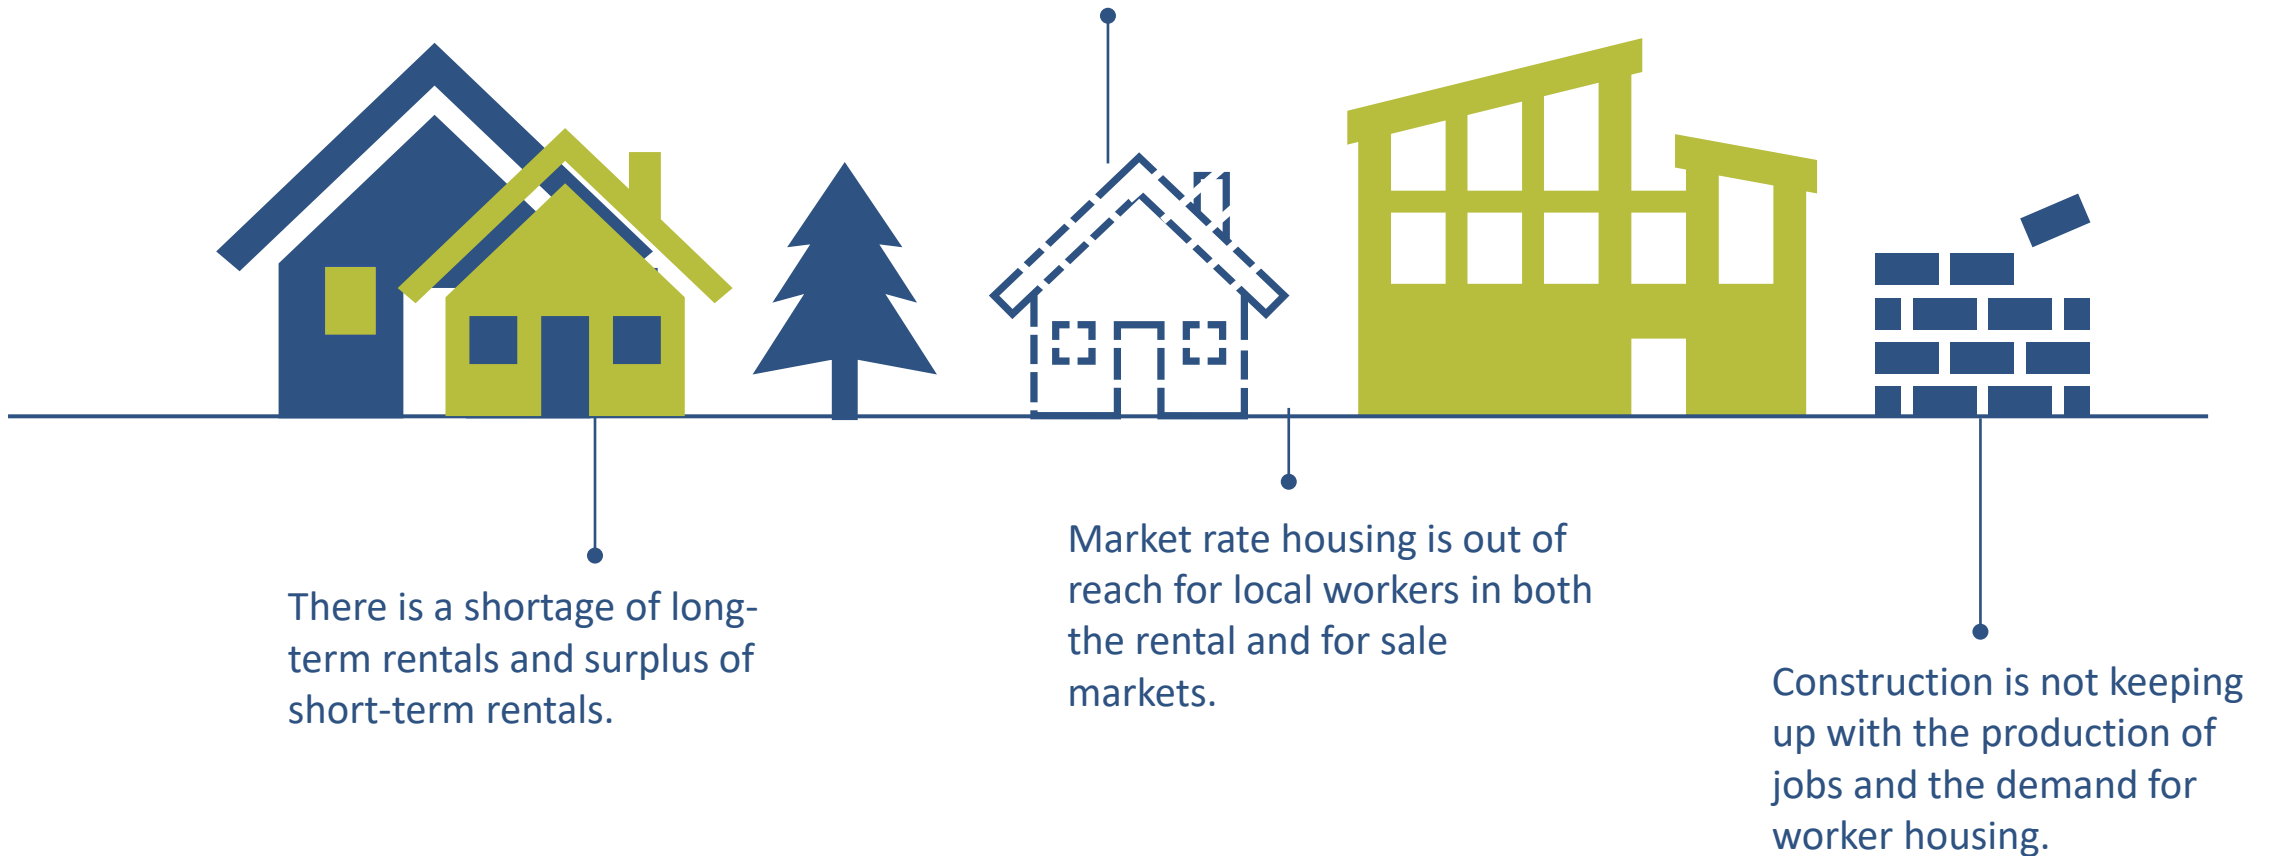 There is a shortage of long-
term rentals and surplus of
short-term rentals.
Market rate housing is out of
reach for local workers in both
the rental and for sale
markets.
Construction is not keeping
up with the production of
jobs and the demand for
worker housing.